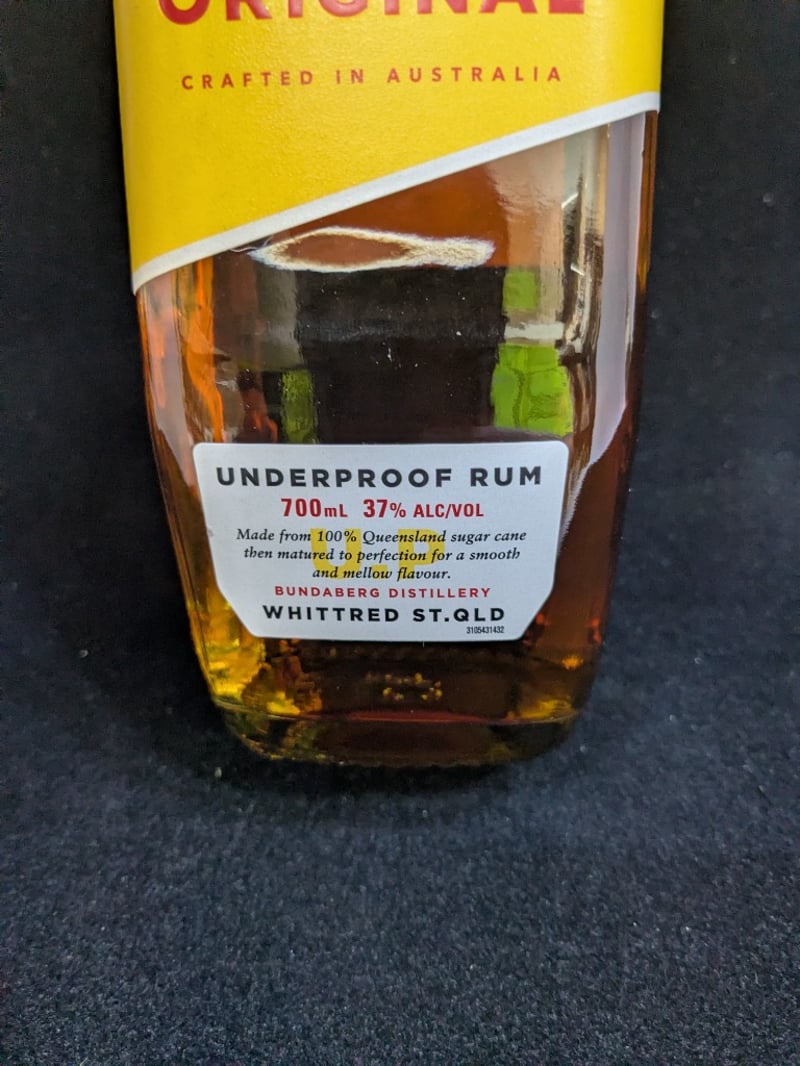 ORIGINAL
CRAFTED IN AUSTRALIA
UNDERPROOF RUM
700mL 37% ALC/VOL
U.P
Made from 100% Queensland sugar cane
then matured to perfection for a smooth
and mellow flavour.
BUNDABERG DISTILLERY
WHITTRED ST.QLD
3105431432